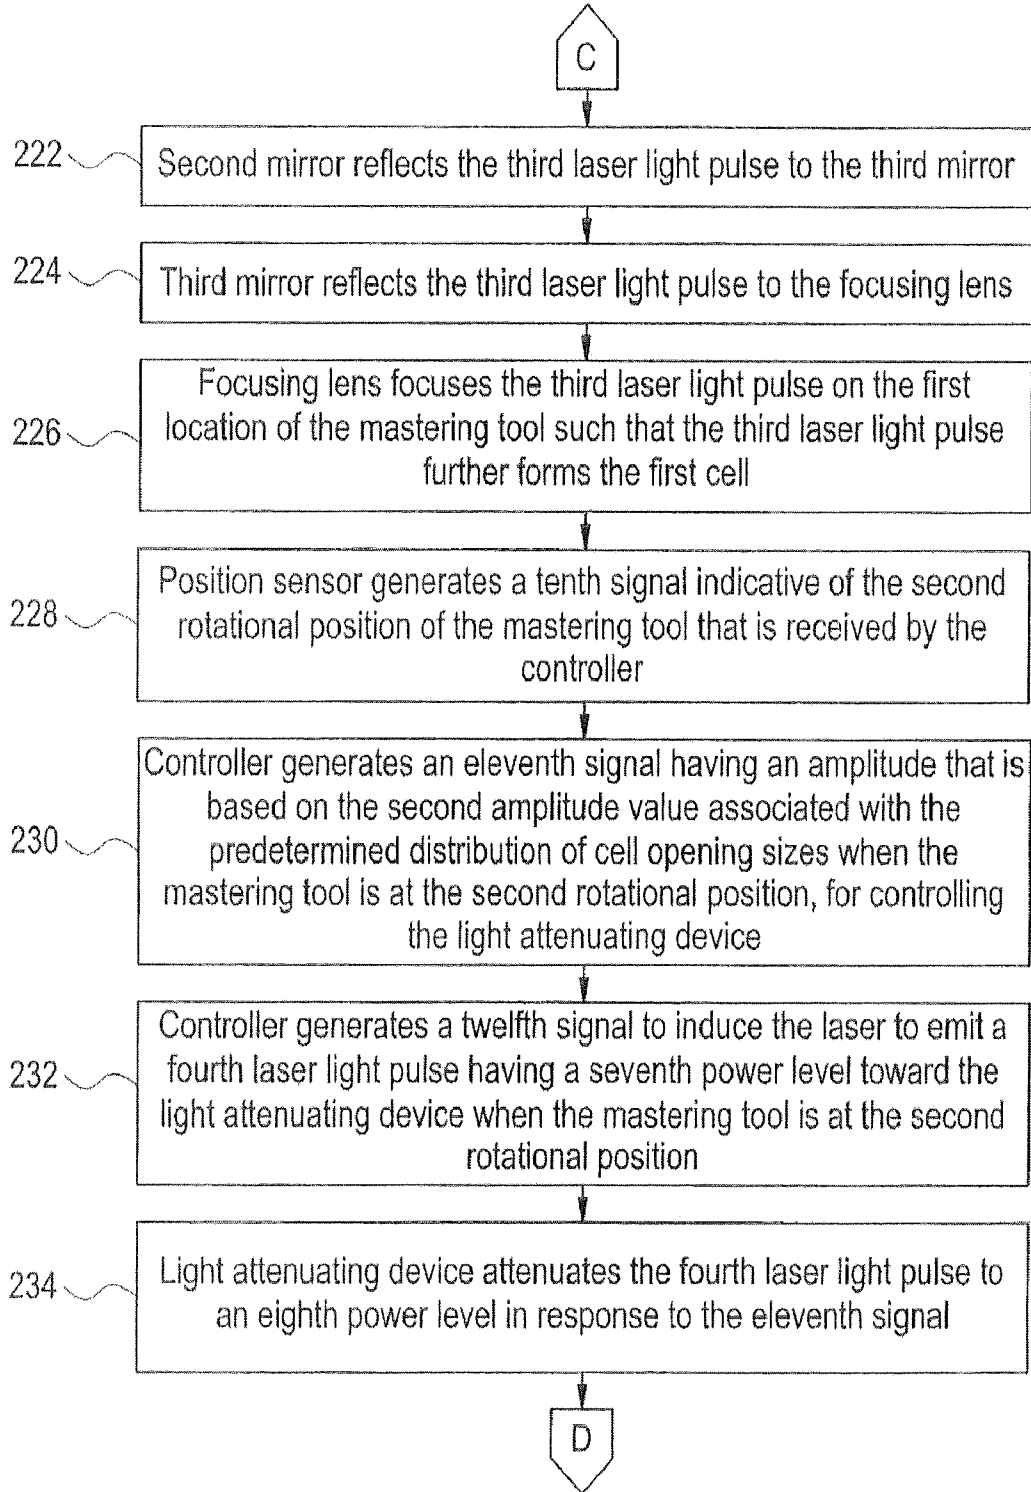 C
222
Second mirror reflects the third laser light pulse to the third mirror
224
Third mirror reflects the third laser light pulse to the focusing lens
226
Focusing lens focuses the third laser light pulse on the first
location of the mastering tool such that the third laser light pulse
further forms the first cell
228
Position sensor generates a tenth signal indicative of the second
rotational position of the mastering tool that is received by the
controller
230
Controller generates an eleventh signal having an amplitude that is
based on the second amplitude value associated with the
predetermined distribution of cell opening sizes when the
mastering tool is at the second rotational position, for controlling
the light attenuating device
232
Controller generates a twelfth signal to induce the laser to emit a
fourth laser light pulse having a seventh power level toward the
light attenuating device when the mastering tool is at the second
rotational position
234
Light attenuating device attenuates the fourth laser light pulse to
an eighth power level in response to the eleventh signal
D